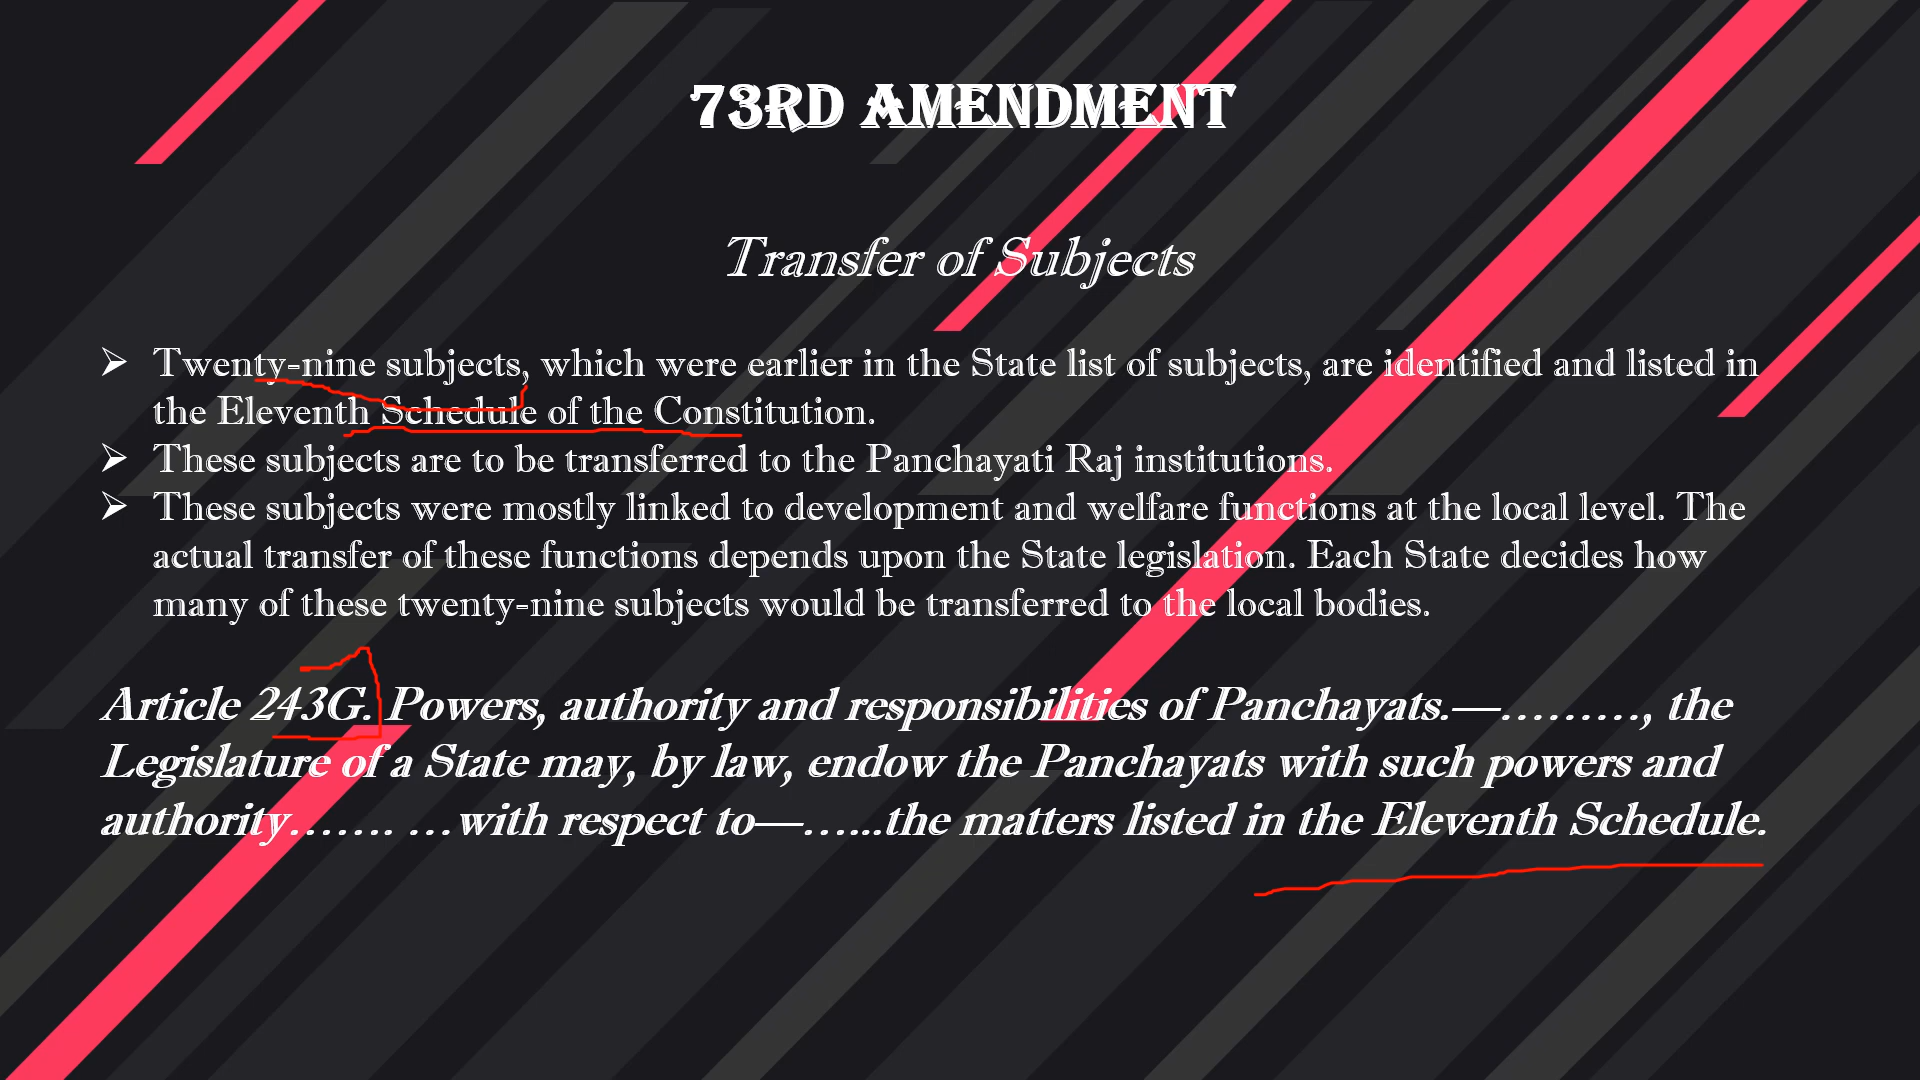 73RD AMENDMENT
Transfer of Subjects
➢ Twenty-nine subjects, which were earlier in the State list of subjects, are identified and listed in
the Eleventh Schedule of the Constitution.
➢ These subjects are to be transferred to the Panchayati Raj institutions.
➢ These subjects were mostly linked to development and welfare functions at the local level. The
actual transfer of these functions depends upon the State legislation. Each State decides how
many of these twenty-nine subjects would be transferred to the local bodies.
Article 243G. Powers, authority and responsibilities of Panchayats.—………, the
Legislature of a State may, by law, endow the Panchayats with such powers and
authority……. …with respect to—…...the matters listed in the Eleventh Schedule.